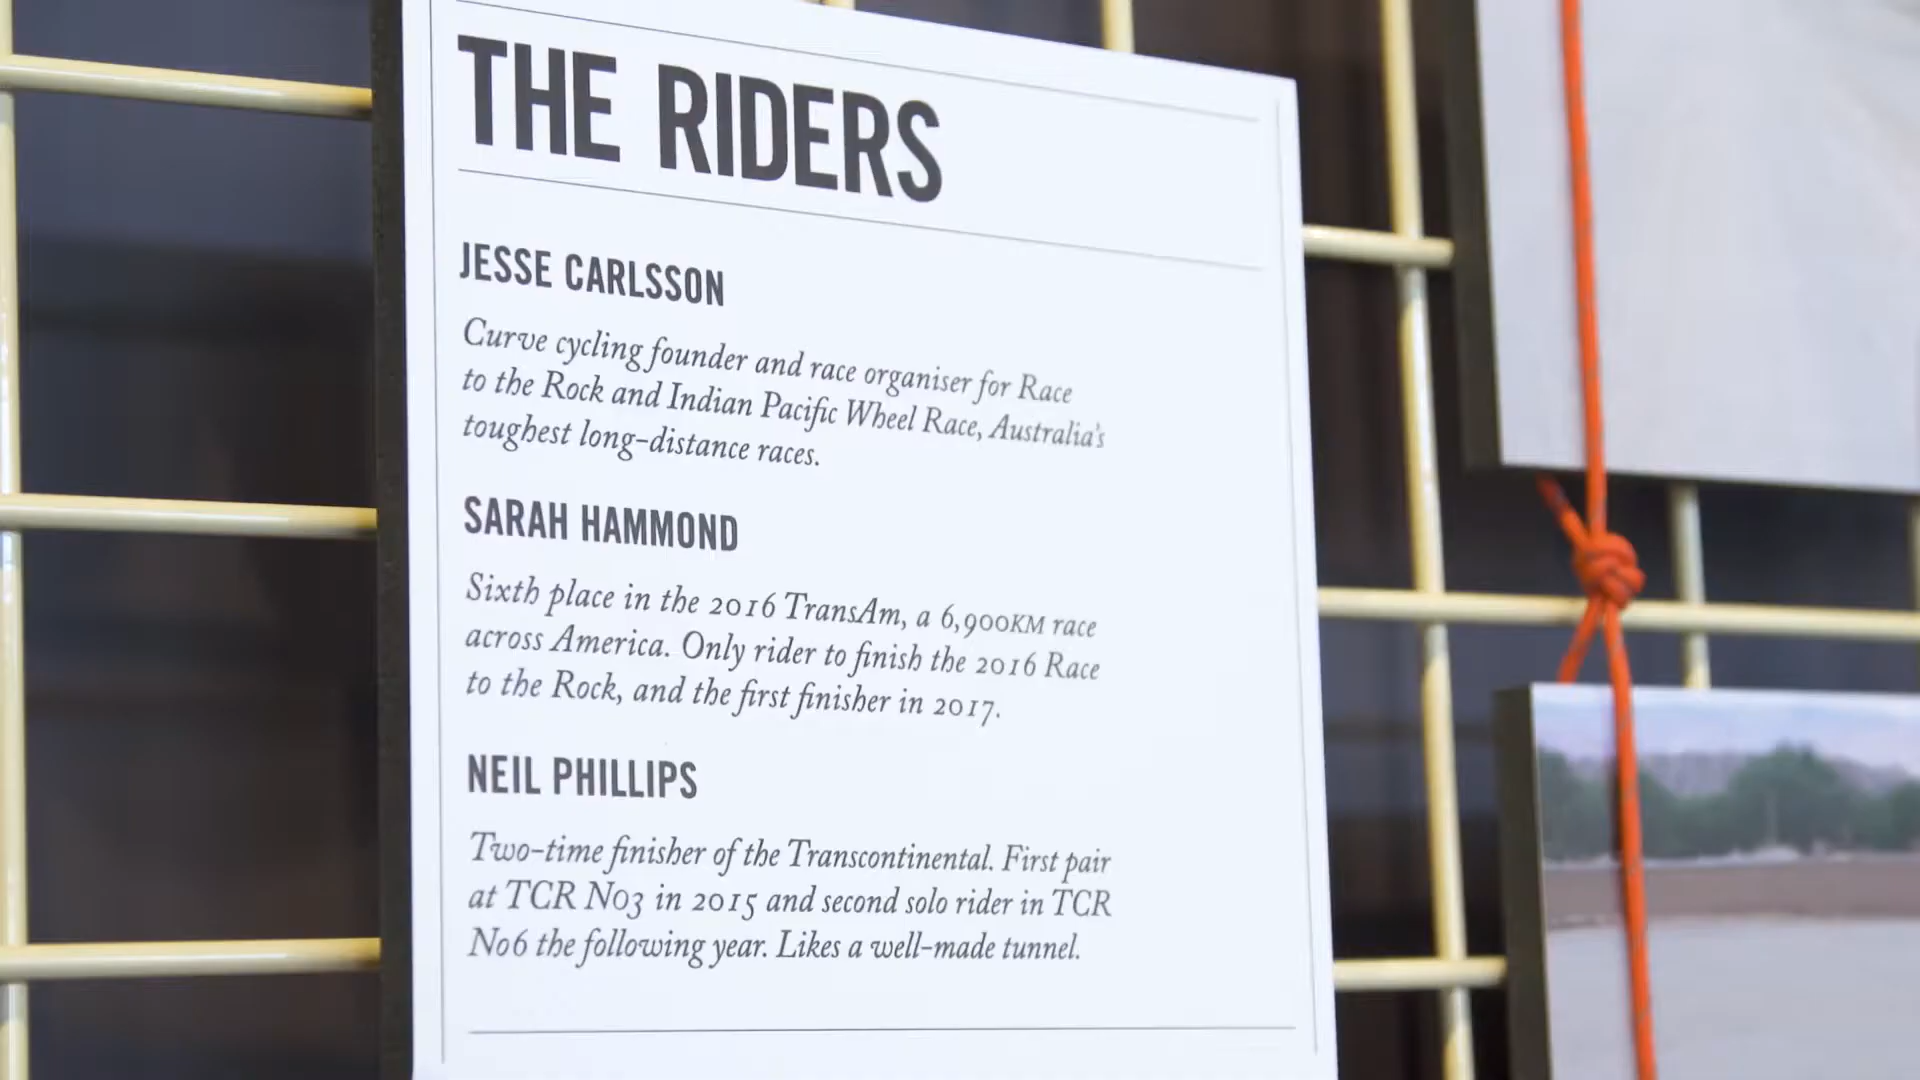 THE RIDERS
JESSE CARLSSON
Curve cycling founder and race organiser for Race
to the Rock and Indian Pacific Wheel Race, Australia's
toughest long-distance races.
SARAH HAMMOND
Sixth place in the 2016 TransAm, a 6,900KM race
across America. Only rider to finish the 2016 Race
to the Rock, and the first finisher in 2017.
NEIL PHILLIPS
Two-time finisher of the Transcontinental. First pair
at TCR No3 in 2015 and second solo rider in TCR
No6 the following year. Likes a well-made tunnel.